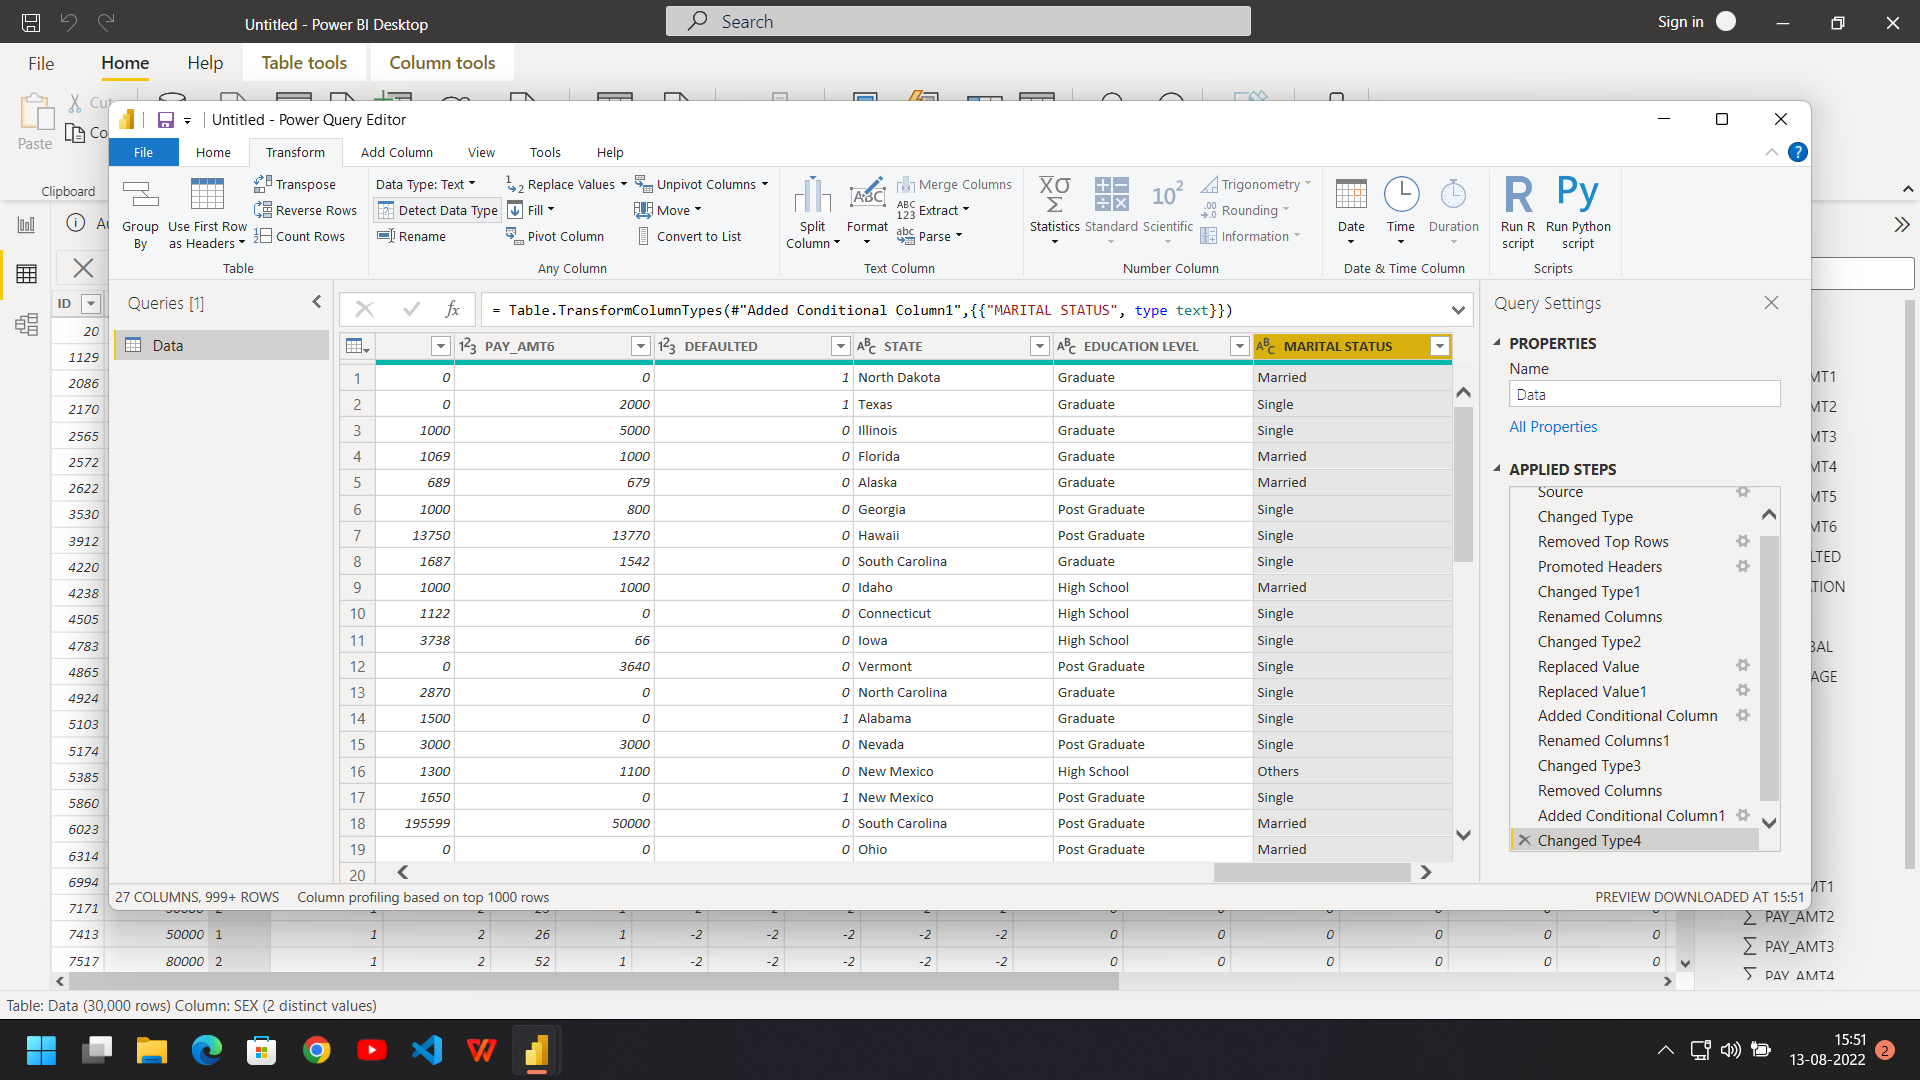 Untitled - Power BI Desktop
Search
Sign in
File Home Help Table tools Column tools
Paste
Clipboard
Untitled - Power Query Editor
File Home Transform Add Column View Tools Help
Group By
Use First Row as Headers
Transpose
Reverse Rows
Count Rows
Table
Data Type: Text
Detect Data Type
Rename
Replace Values
Fill
Pivot Column
Unpivot Columns
Move
Convert to List
Any Column
Split Column
Format
Merge Columns
Extract
Parse
Text Column
Statistics
Standard
Scientific
Trigonometry
Rounding
Information
Number Column
Date
Time
Duration
Date & Time Column
Run R script
Run Python script
Scripts
Queries [1]
Data
= Table.TransformColumnTypes(#"Added Conditional Column1",{{"MARITAL STATUS", type text}})
PAY_AMT6 DEFAULTED STATE EDUCATION LEVEL MARITAL STATUS
1 0 0 1 North Dakota Graduate Married
2 0 2000 1 Texas Graduate Single
3 1000 5000 0 Illinois Graduate Single
4 1069 1000 0 Florida Graduate Married
5 689 679 0 Alaska Graduate Married
6 1000 800 0 Georgia Post Graduate Single
7 13750 13770 0 Hawaii Post Graduate Single
8 1687 1542 0 South Carolina Graduate Single
9 1000 1000 0 Idaho High School Married
10 1122 0 0 Connecticut High School Single
11 3738 66 0 Iowa High School Single
12 0 3640 0 Vermont Post Graduate Single
13 2870 0 0 North Carolina Graduate Single
14 1500 0 1 Alabama Graduate Single
15 3000 3000 0 Nevada Post Graduate Single
16 1300 1100 0 New Mexico High School Others
17 1650 0 1 New Mexico Post Graduate Single
18 195599 50000 0 South Carolina Post Graduate Married
19 0 0 0 Ohio Post Graduate Married
20
27 COLUMNS, 999+ ROWS Column profiling based on top 1000 rows
PREVIEW DOWNLOADED AT 15:51
Query Settings
PROPERTIES
Name
Data
All Properties
APPLIED STEPS
Source
Changed Type
Removed Top Rows
Promoted Headers
Changed Type1
Renamed Columns
Changed Type2
Replaced Value
Replaced Value1
Added Conditional Column
Renamed Columns1
Changed Type3
Removed Columns
Added Conditional Column1
Changed Type4
ID
20
1129
2086
2170
2565
2572
2622
3530
3912
4220
4238
4505
4783
4865
4924
5103
5174
5385
5860
6023
6314
6994
7171
7413 50000 1 1 2 26 1 -2 -2 -2 -2 -2 0 0 0 0 0 0
7517 80000 2 1 2 52 1 -2 -2 -2 -2 -2 0 0 0 0 0 0
PAY_AMT2
PAY_AMT3
PAY_AMT4
Table: Data (30,000 rows) Column: SEX (2 distinct values)
15:51
13-08-2022
2